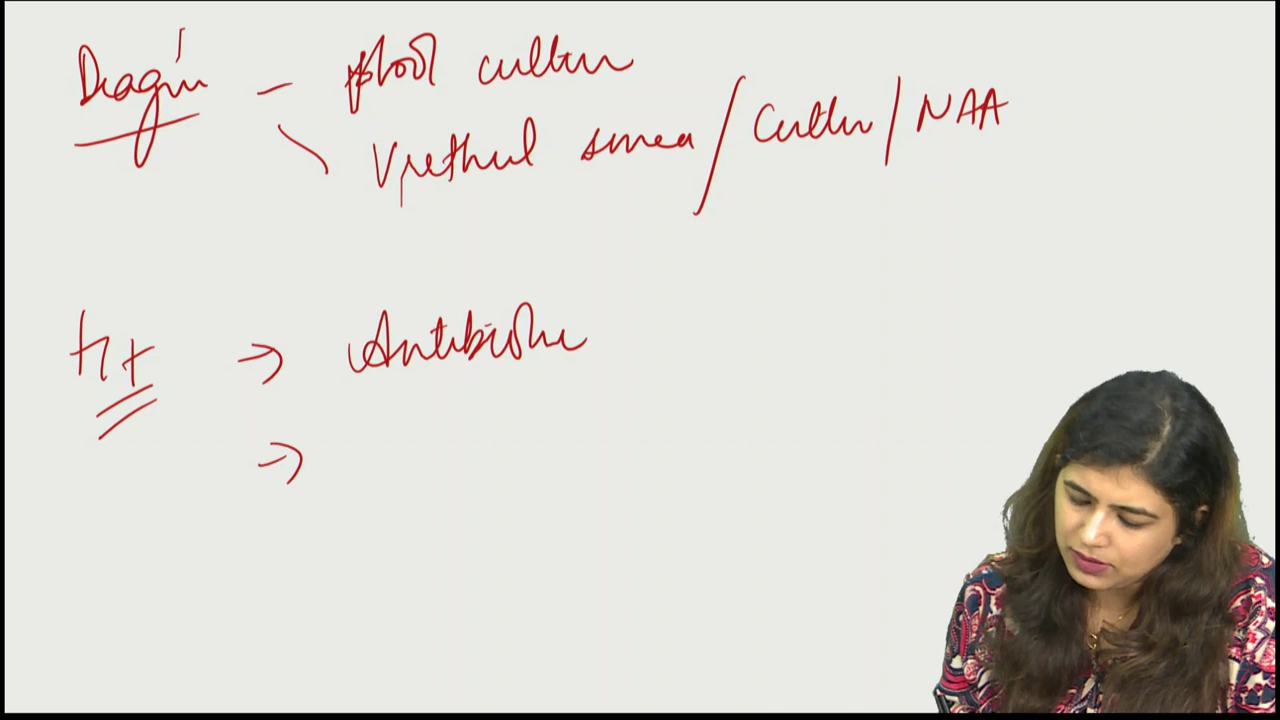 Diagn - Blood culture
Urethral smear / Culture / NAA
Rx → Antibiotic
→